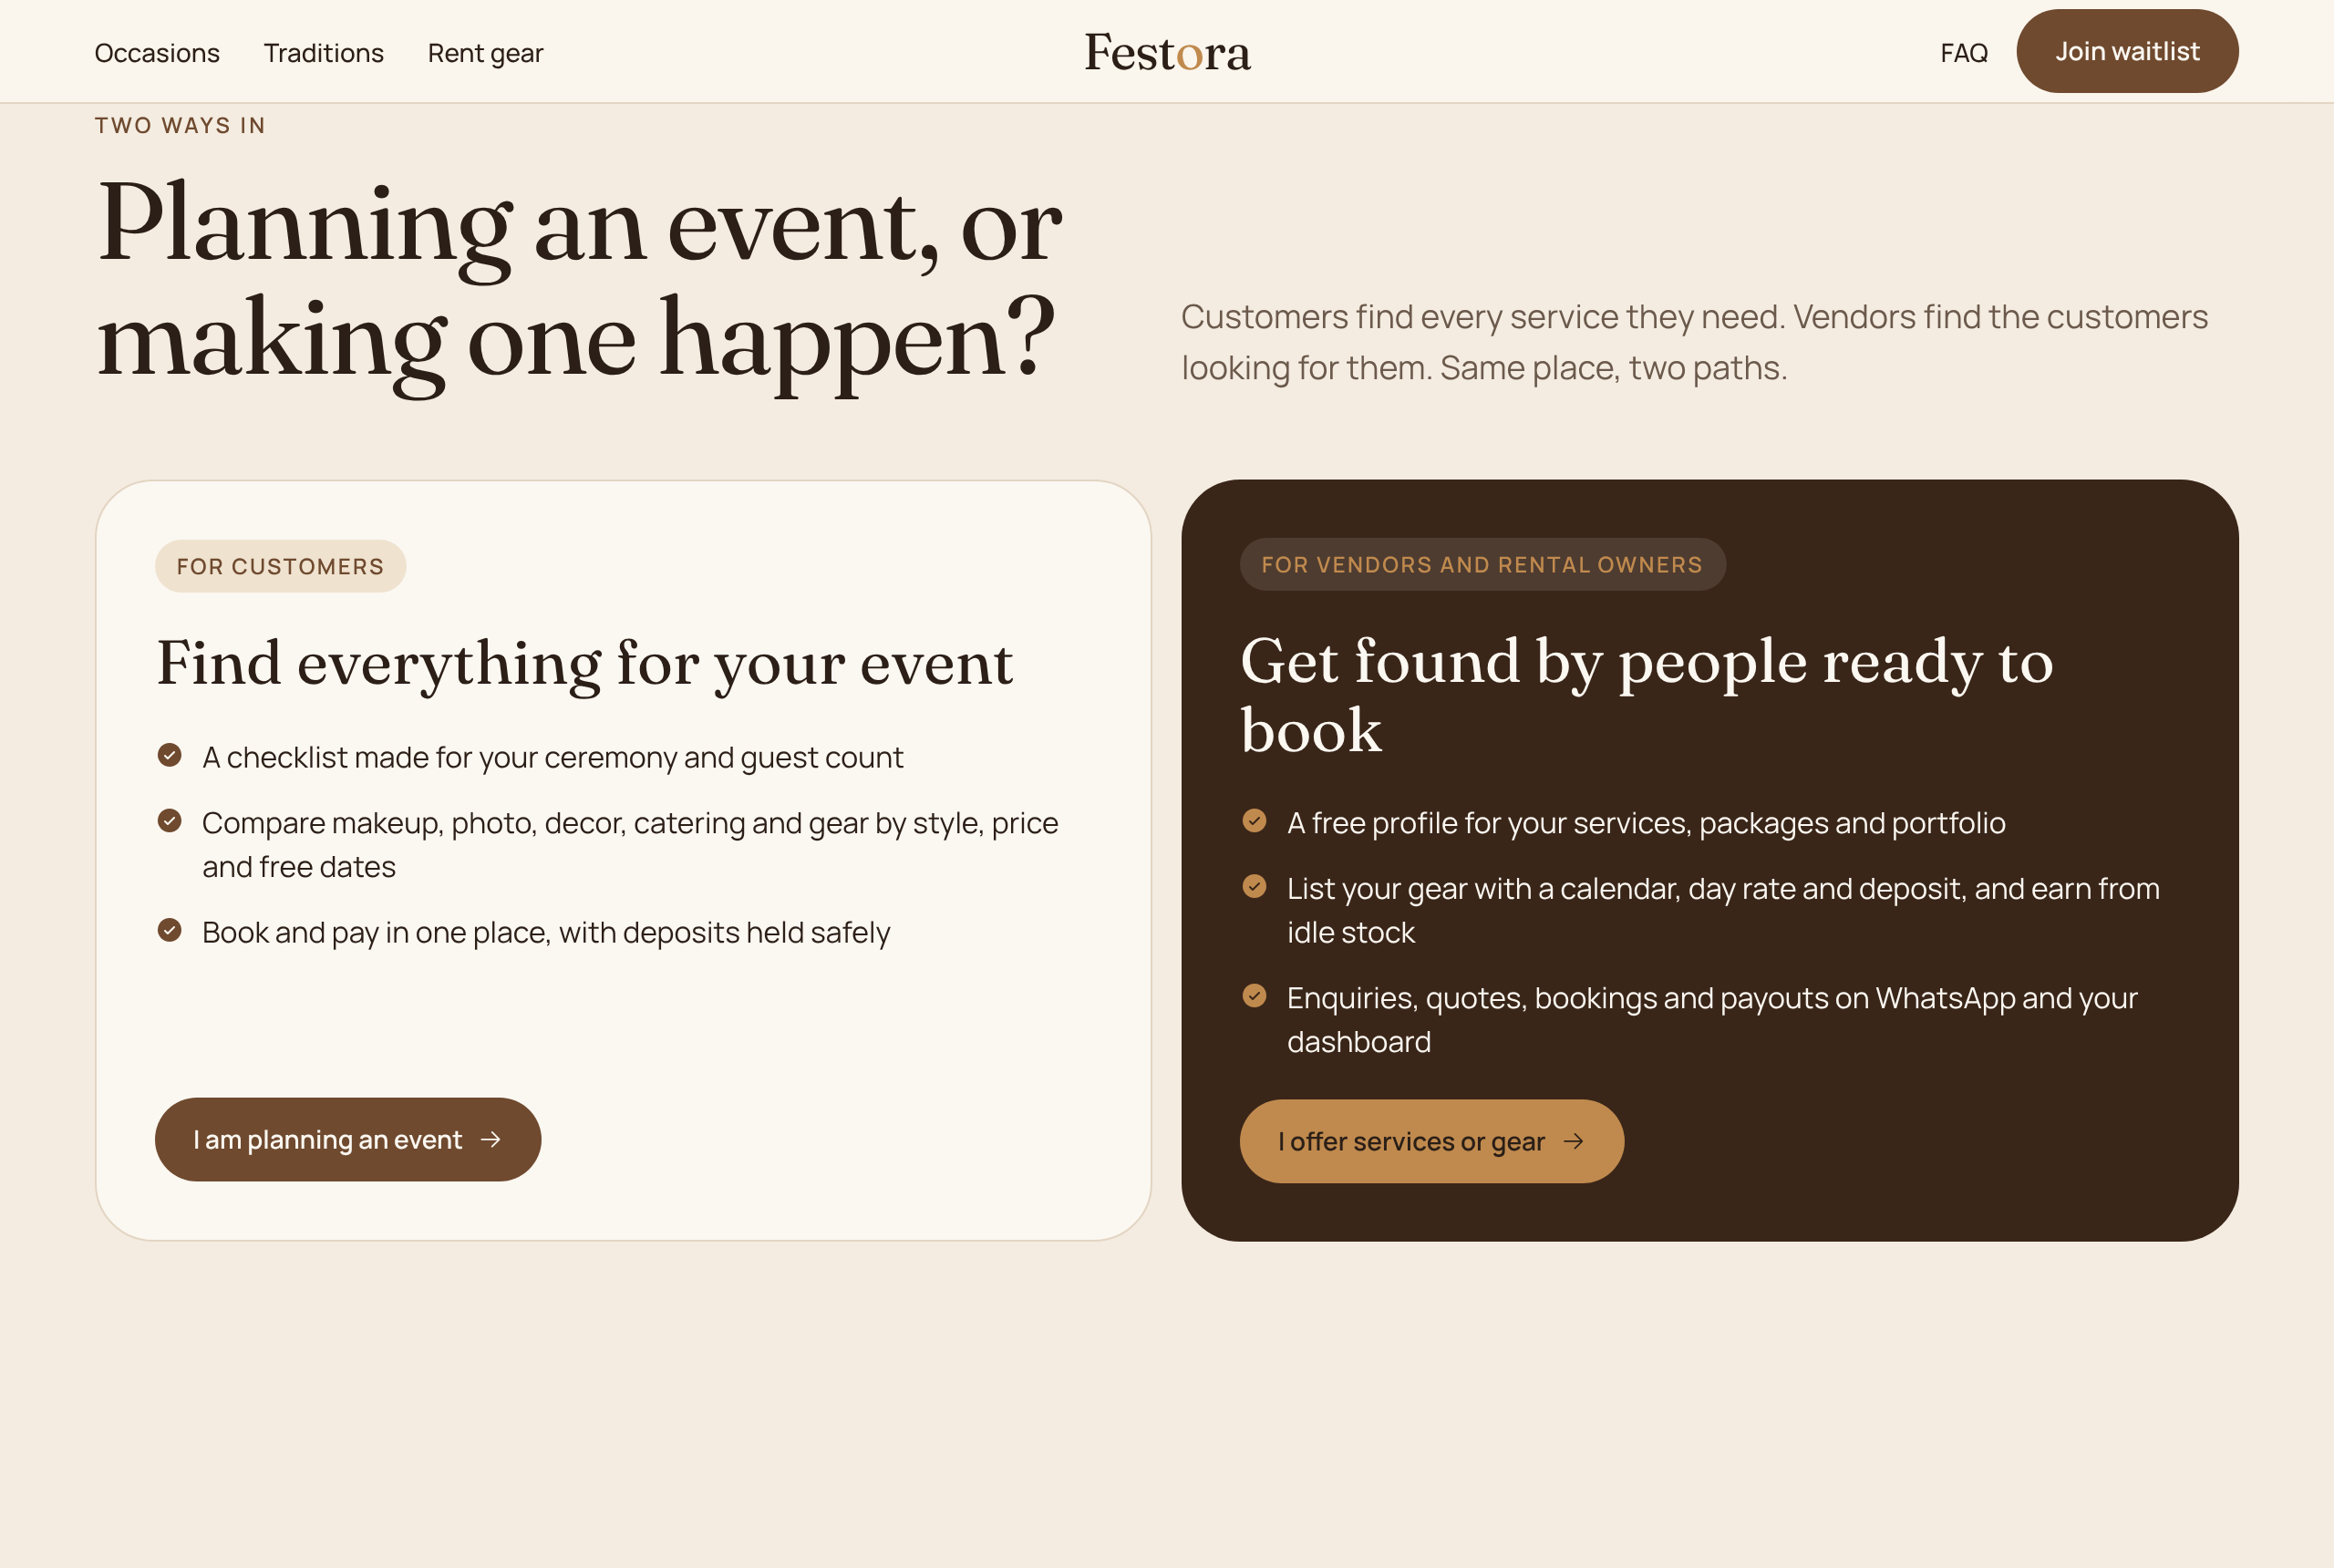 Occasions
Traditions
Rent gear
Festora
FAQ
Join waitlist
TWO WAYS IN
Planning an event, or
making one happen?
Customers find every service they need. Vendors find the customers
looking for them. Same place, two paths.
FOR CUSTOMERS
Find everything for your event
A checklist made for your ceremony and guest count
Compare makeup, photo, decor, catering and gear by style, price
and free dates
Book and pay in one place, with deposits held safely
I am planning an event
FOR VENDORS AND RENTAL OWNERS
Get found by people ready to
book
A free profile for your services, packages and portfolio
List your gear with a calendar, day rate and deposit, and earn from
idle stock
Enquiries, quotes, bookings and payouts on WhatsApp and your
dashboard
I offer services or gear